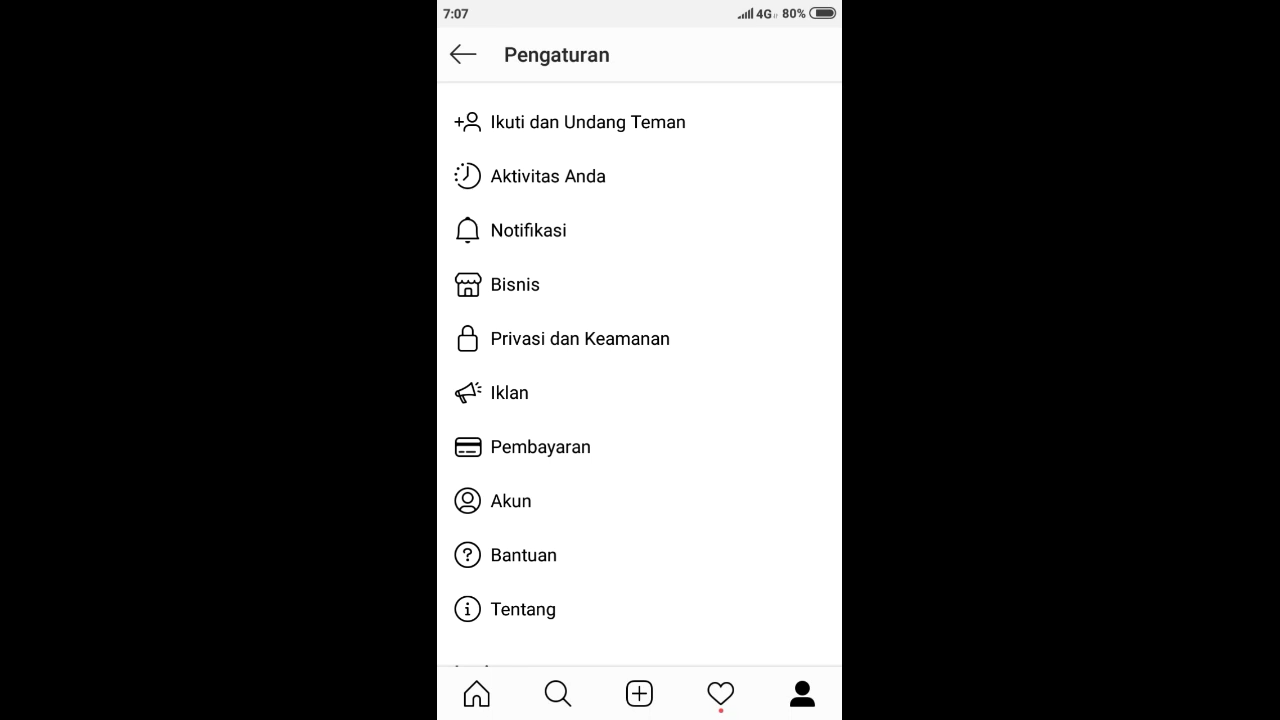 7:07
4G 80%
Pengaturan
Ikuti dan Undang Teman
Aktivitas Anda
Notifikasi
Bisnis
Privasi dan Keamanan
Iklan
Pembayaran
Akun
Bantuan
Tentang